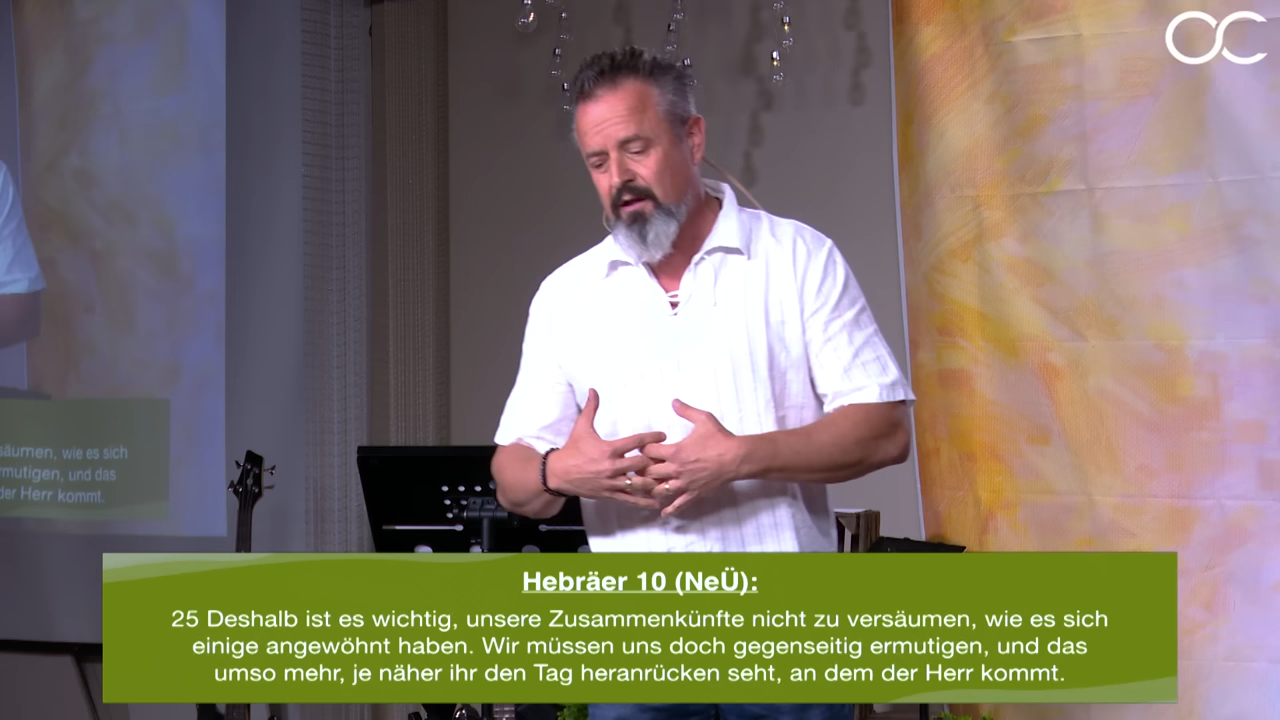 OC
säumen, wie es sich
rmutigen, und das
der Herr kommt.
Hebräer 10 (NeÜ):
25 Deshalb ist es wichtig, unsere Zusammenkünfte nicht zu versäumen, wie es sich
einige angewöhnt haben. Wir müssen uns doch gegenseitig ermutigen, und das
umso mehr, je näher ihr den Tag heranrücken seht, an dem der Herr kommt.